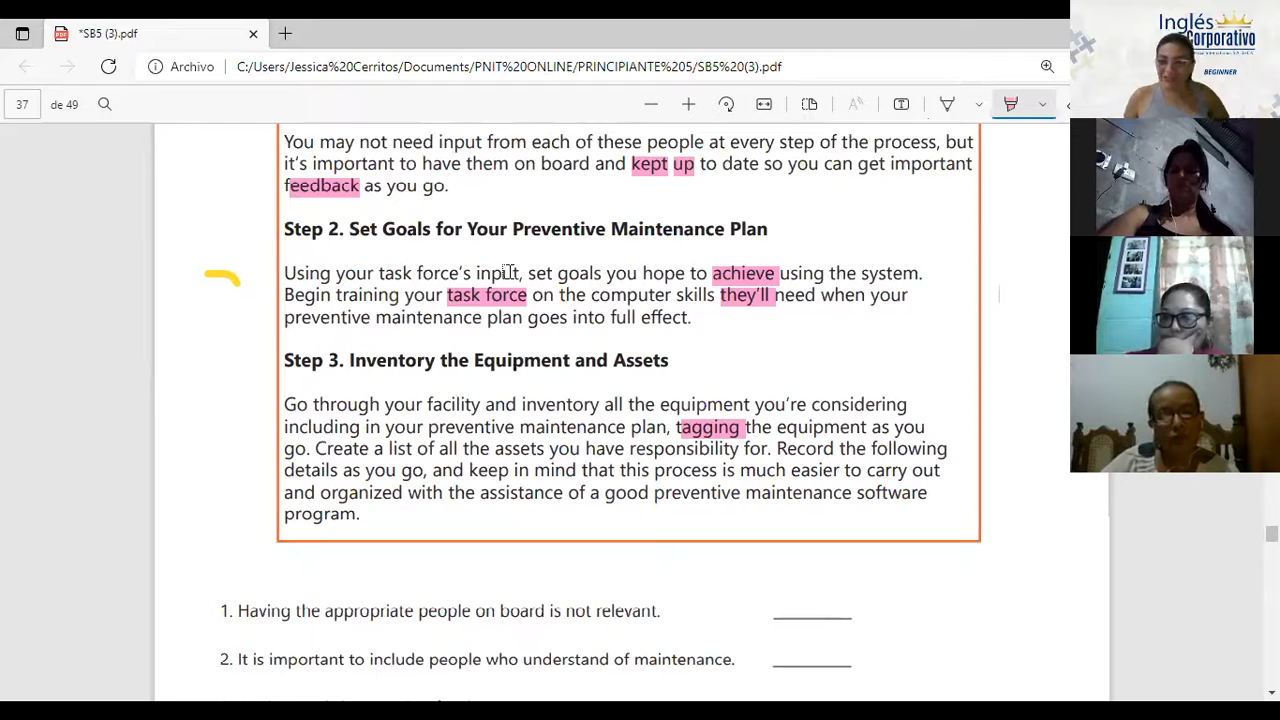 *SB5 (3).pdf
Archivo
C:/Users/Jessica%20Cerritos/Documents/PNT%20ONLINE/PRINCIPIANTE%205/SB5%20(3).pdf
37
de 49
Inglés
Corporativo
BEGINNER
You may not need input from each of these people at every step of the process, but
it's important to have them on board and kept up to date so you can get important
feedback as you go.
Step 2. Set Goals for Your Preventive Maintenance Plan
Using your task force's input, set goals you hope to achieve using the system.
Begin training your task force on the computer skills they'll need when your
preventive maintenance plan goes into full effect.
Step 3. Inventory the Equipment and Assets
Go through your facility and inventory all the equipment you're considering
including in your preventive maintenance plan, tagging the equipment as you
go. Create a list of all the assets you have responsibility for. Record the following
details as you go, and keep in mind that this process is much easier to carry out
and organized with the assistance of a good preventive maintenance software
program.
1. Having the appropriate people on board is not relevant.
2. It is important to include people who understand of maintenance.